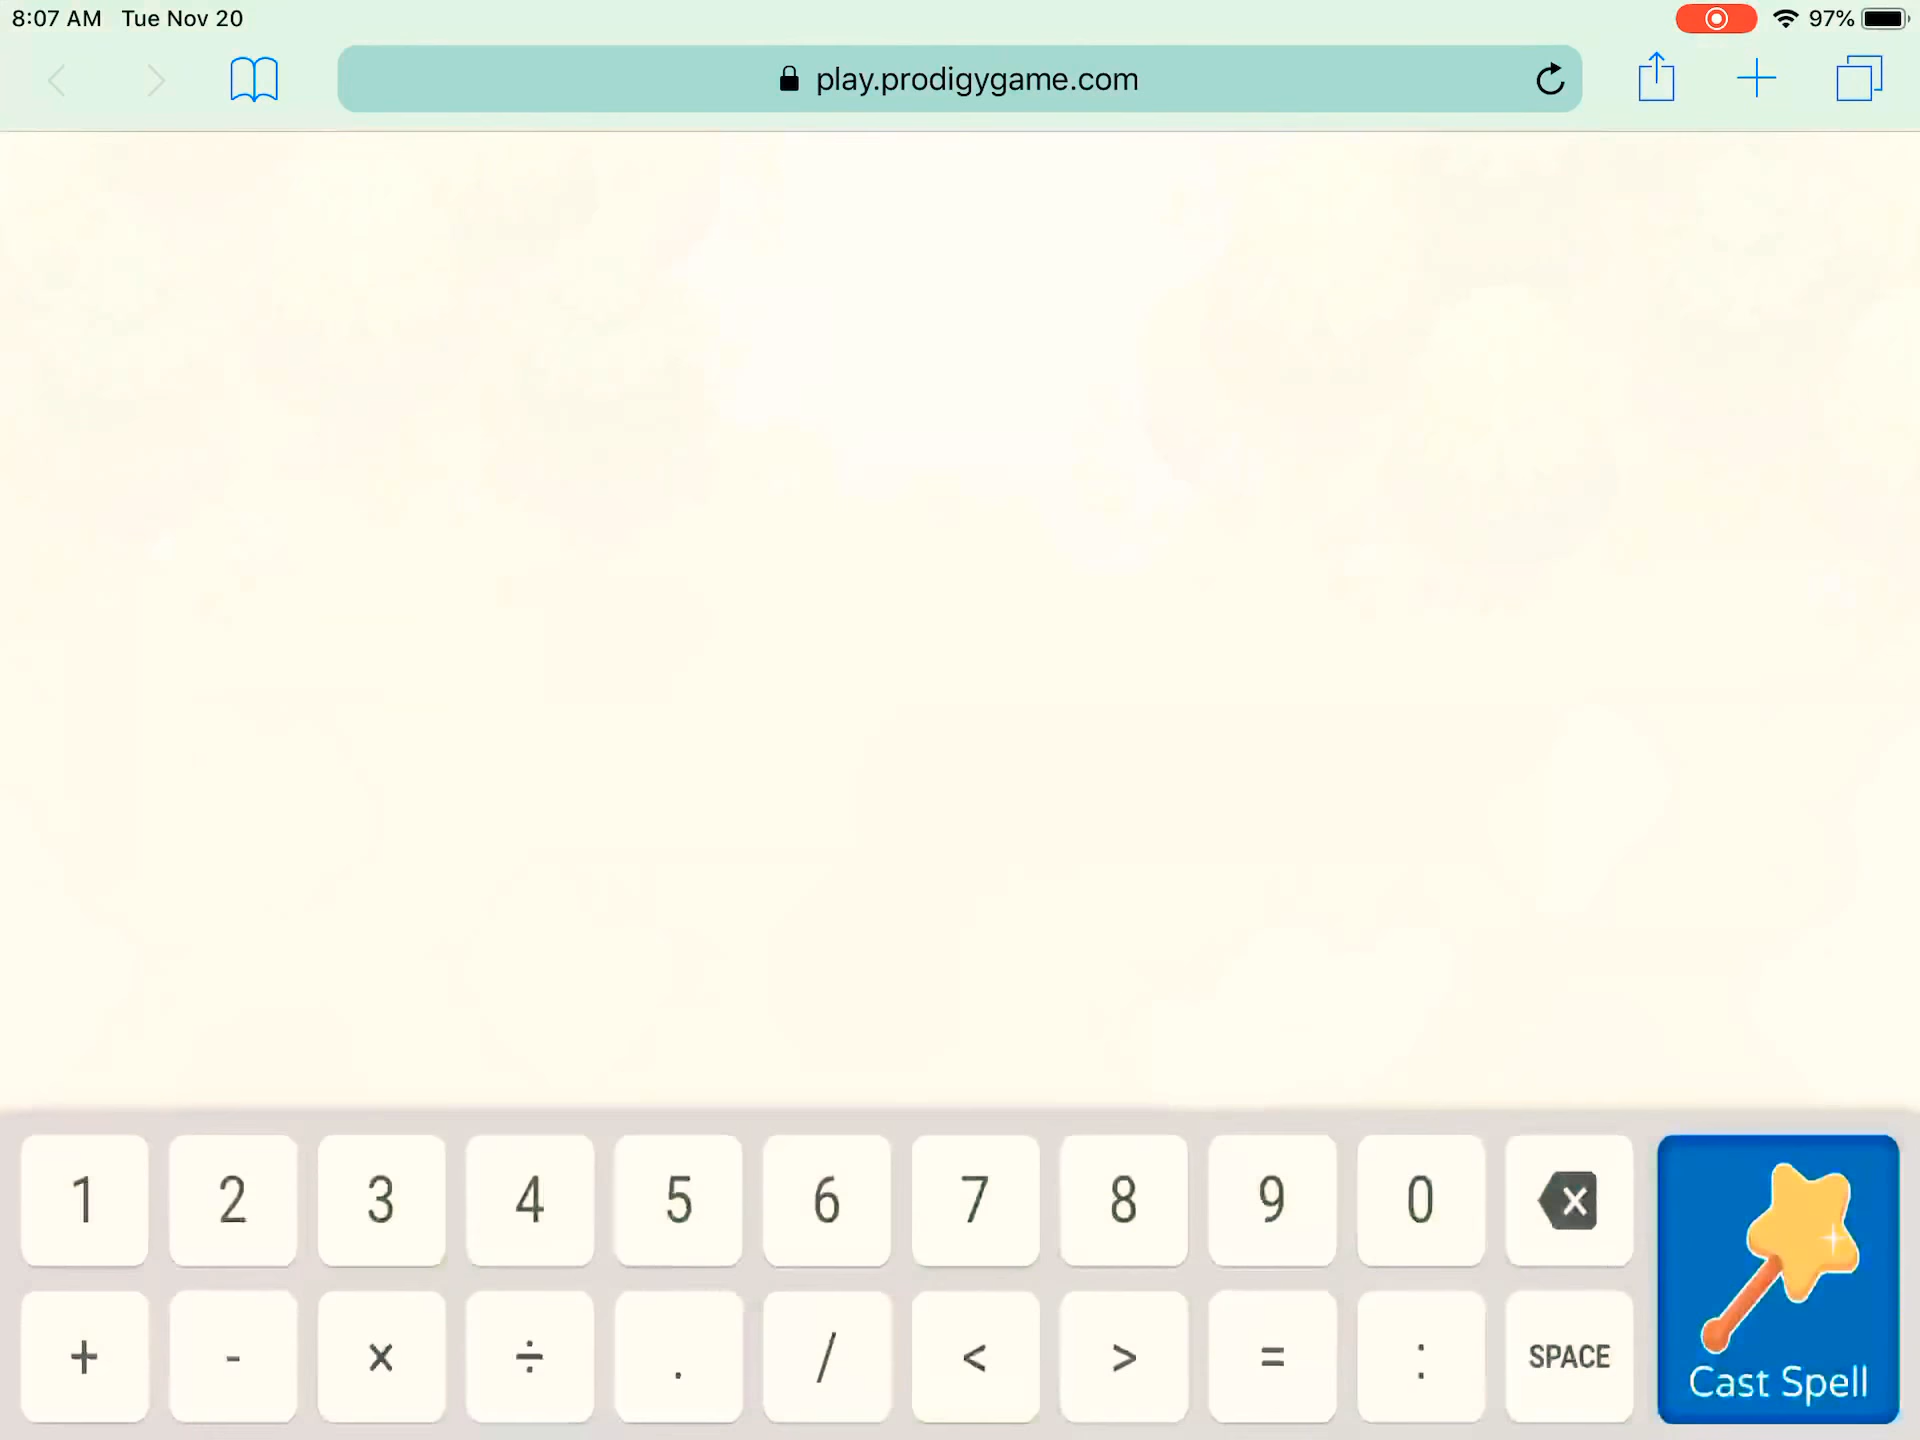 8:07 AM Tue Nov 20 97%
play.prodigygame.com
1 2 3 4 5 6 7 8 9 0
+ - × ÷ . / < > = : SPACE
Cast Spell